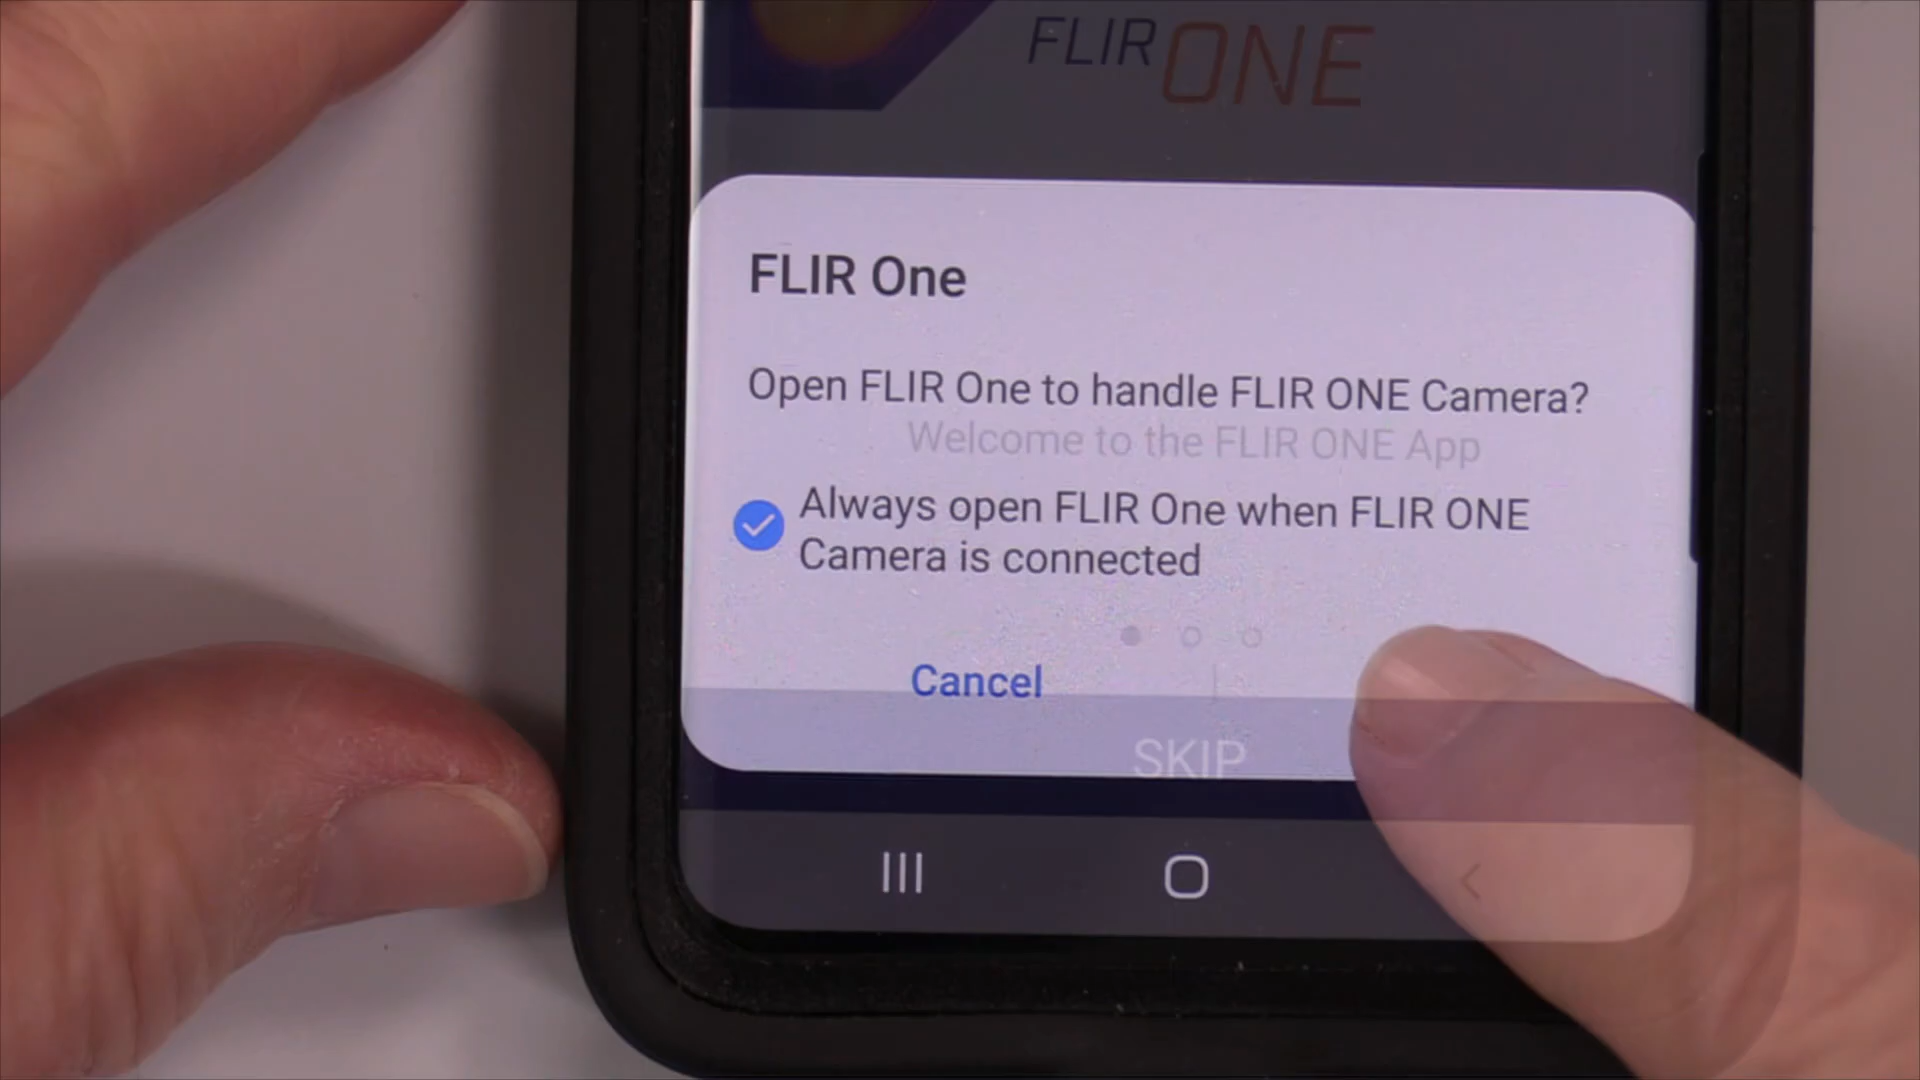 FLIR ONE
FLIR One
Open FLIR One to handle FLIR ONE Camera?
Welcome to the FLIR ONE App
Always open FLIR One when FLIR ONE
Camera is connected
Cancel
SKIP